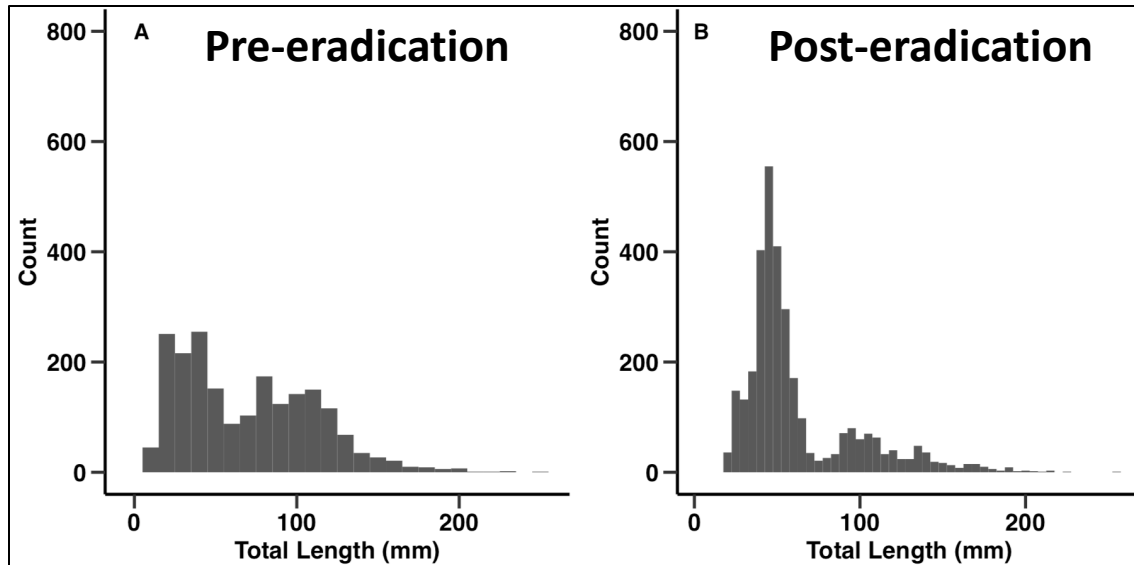 A
Pre-eradication
800
600
400
200
0
Count
0 100 200
Total Length (mm)
B
Post-eradication
800
600
400
200
0
Count
0 100 200
Total Length (mm)